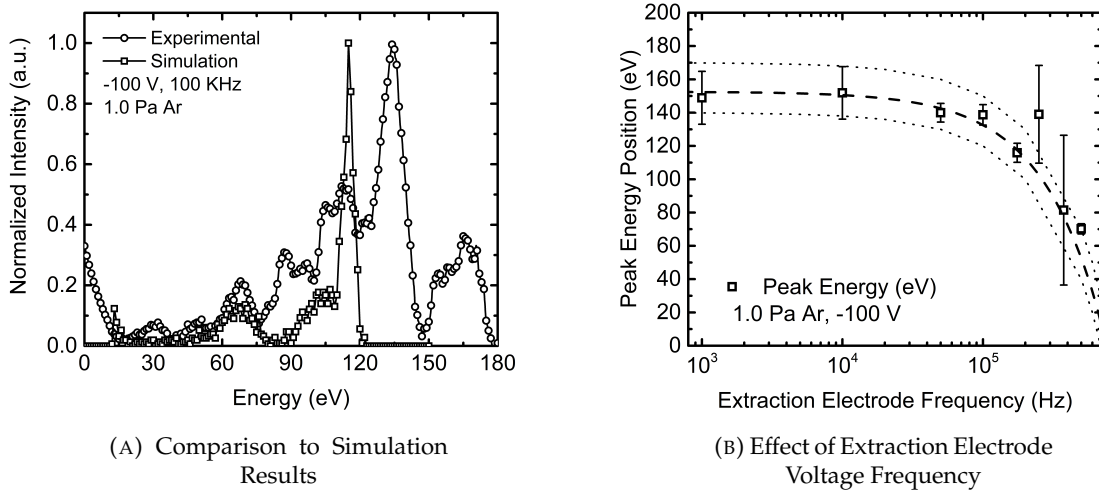 Normalized Intensity (a.u.)
1.0
0.8
0.6
0.4
0.2
0.0
Experimental
Simulation
-100 V, 100 KHz
1.0 Pa Ar
0 30 60 90 120 150 180
Energy (eV)
(A) Comparison to Simulation
Results
Peak Energy Position (eV)
200
180
160
140
120
100
80
60
40
20
0
Peak Energy (eV)
1.0 Pa Ar, -100 V
10³ 10⁴ 10⁵
Extraction Electrode Frequency (Hz)
(B) Effect of Extraction Electrode
Voltage Frequency